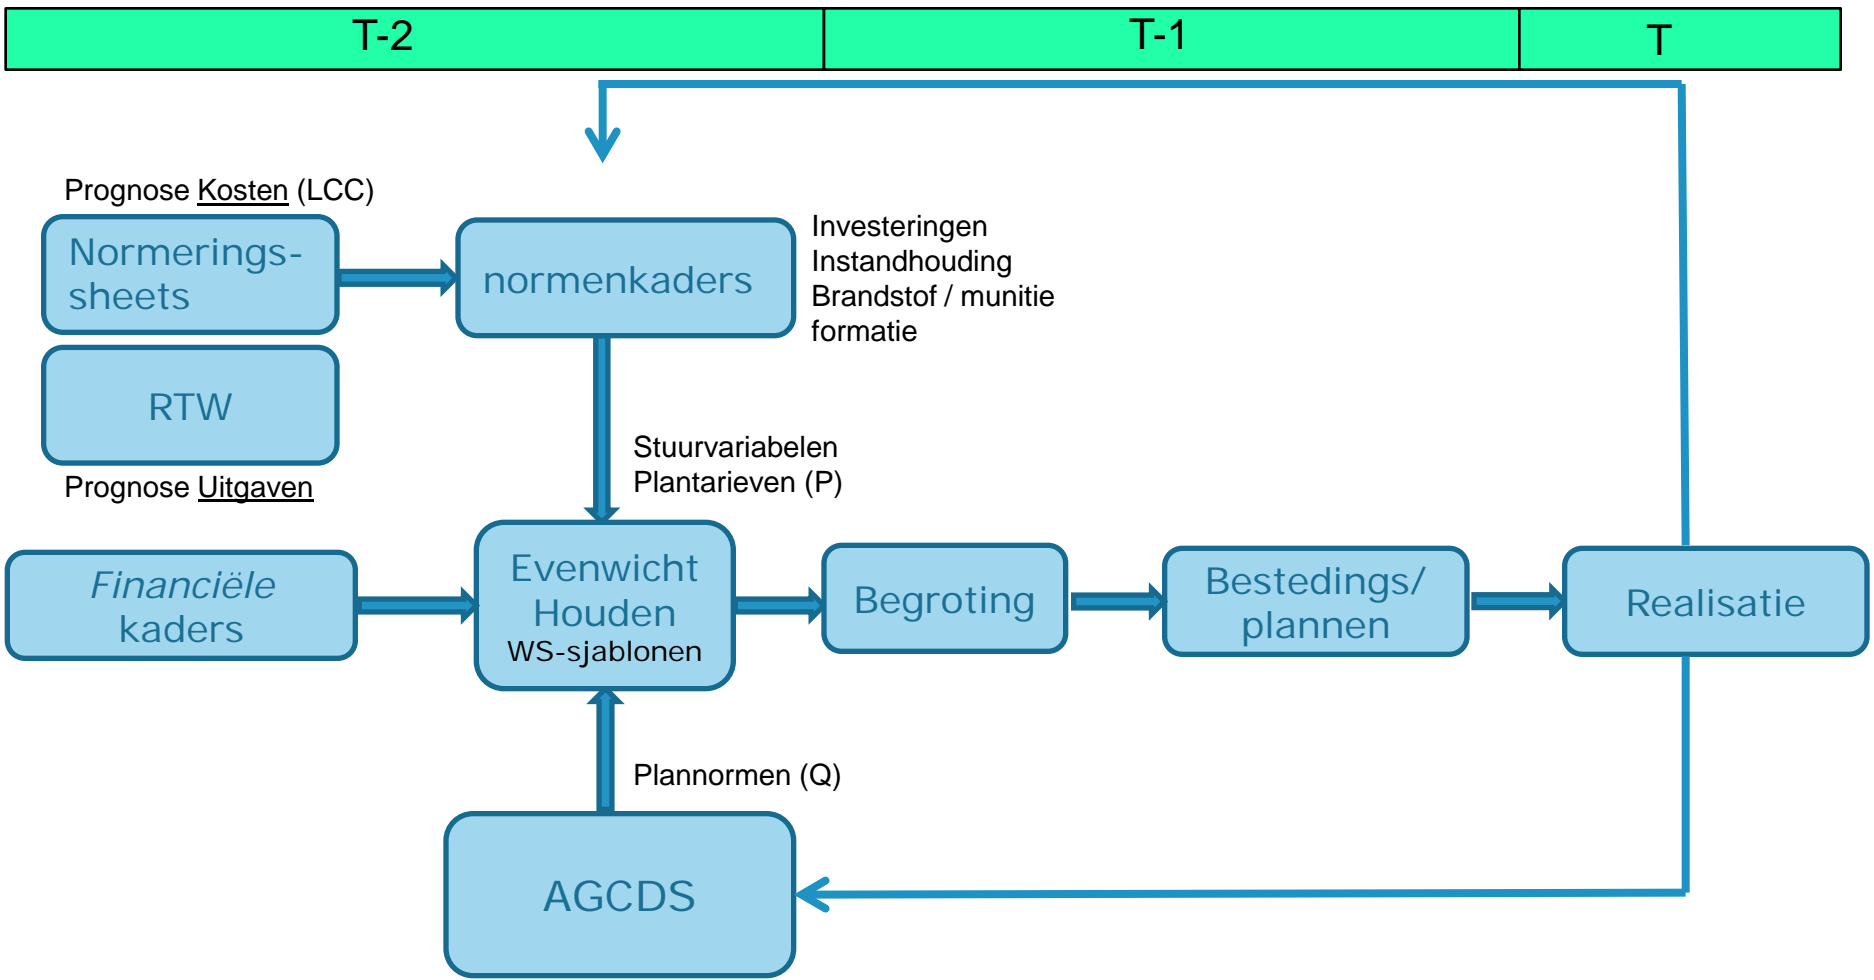 T-2
T-1
T
Prognose Kosten (LCC)
Normerings-
sheets
normenkaders
Investeringen
Instandhouding
Brandstof / munitie
formatie
RTW
Prognose Uitgaven
Stuurvariabelen
Plantarieven (P)
Financiële
kaders
Evenwicht
Houden
WS-sjablonen
Begroting
Bestedings/
plannen
Realisatie
Plannormen (Q)
AGCDS